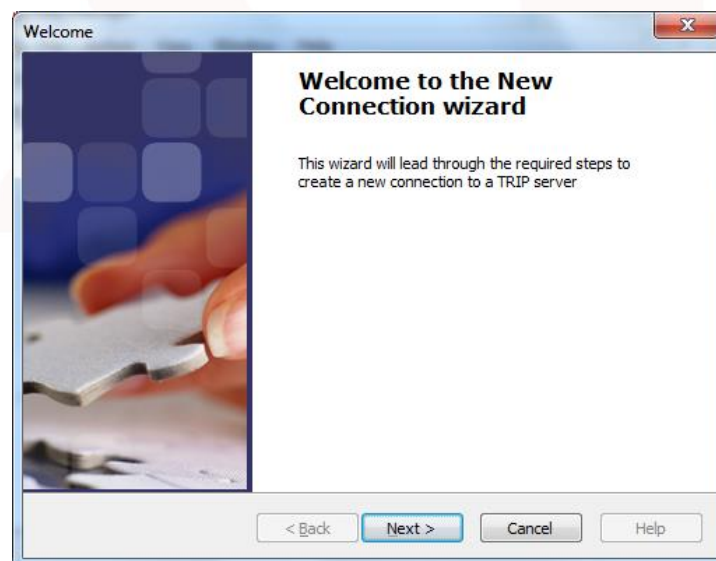 Welcome
Welcome to the New
Connection wizard
This wizard will lead through the required steps to
create a new connection to a TRIP server
< Back
Next >
Cancel
Help